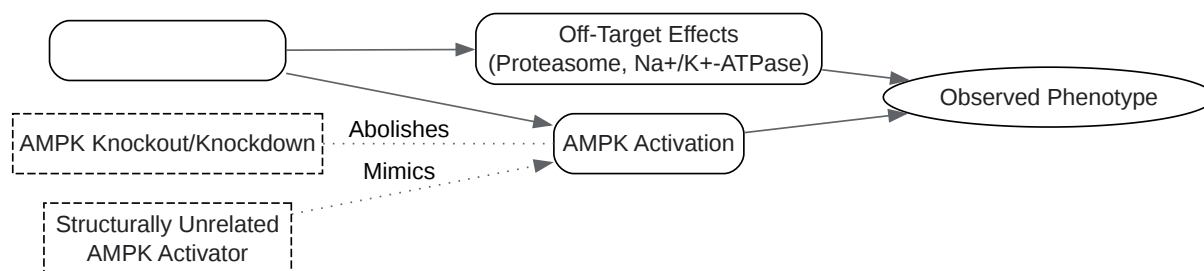 Off-Target Effects
(Proteasome, Na+/K+-ATPase)
Observed Phenotype
Abolishes
AMPK Knockout/Knockdown
AMPK Activation
Mimics
Structurally Unrelated
AMPK Activator